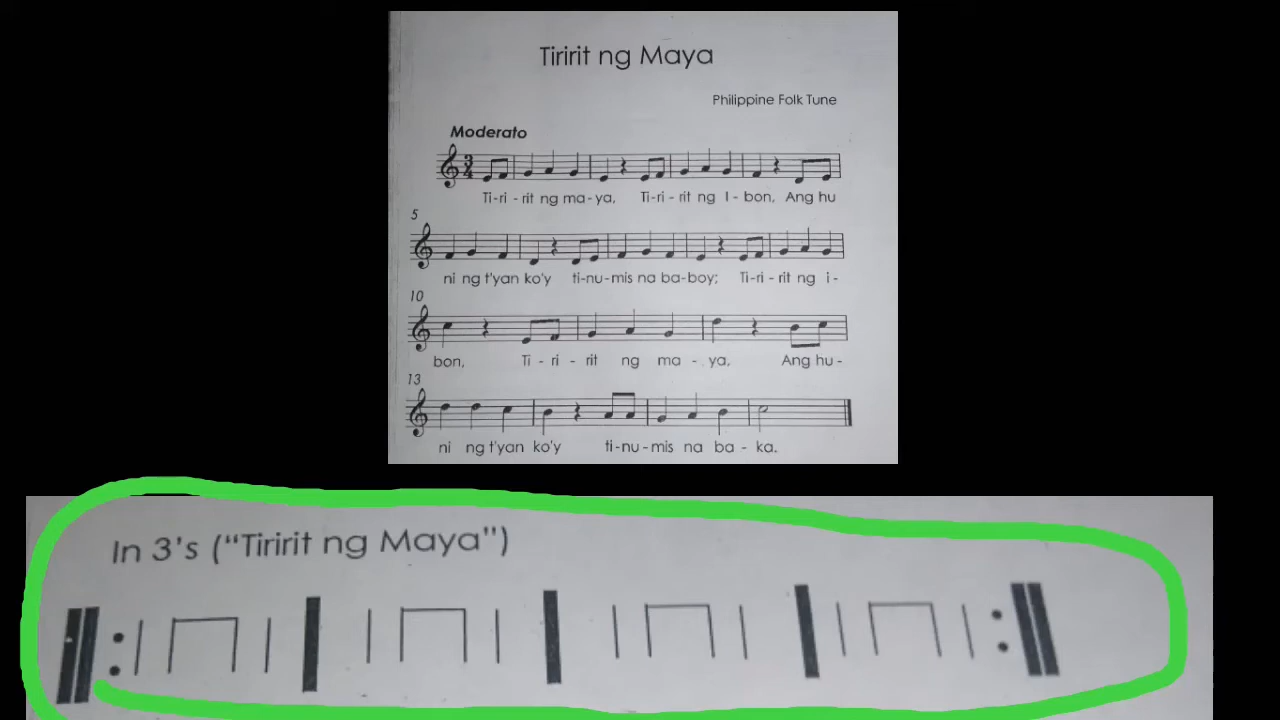 Tiririt ng Maya
Philippine Folk Tune
Moderato
3
4
Ti-ri - rit ng ma - ya, Ti-ri - rit ng I - bon, Ang hu
5
ni ng t'yan ko'y ti-nu-mis na ba-boy; Ti-ri - rit ng i -
10
bon, Ti - ri - rit ng ma - ya, Ang hu -
13
ni ng t'yan ko'y ti-nu-mis na ba - ka.
In 3's ("Tiririt ng Maya")